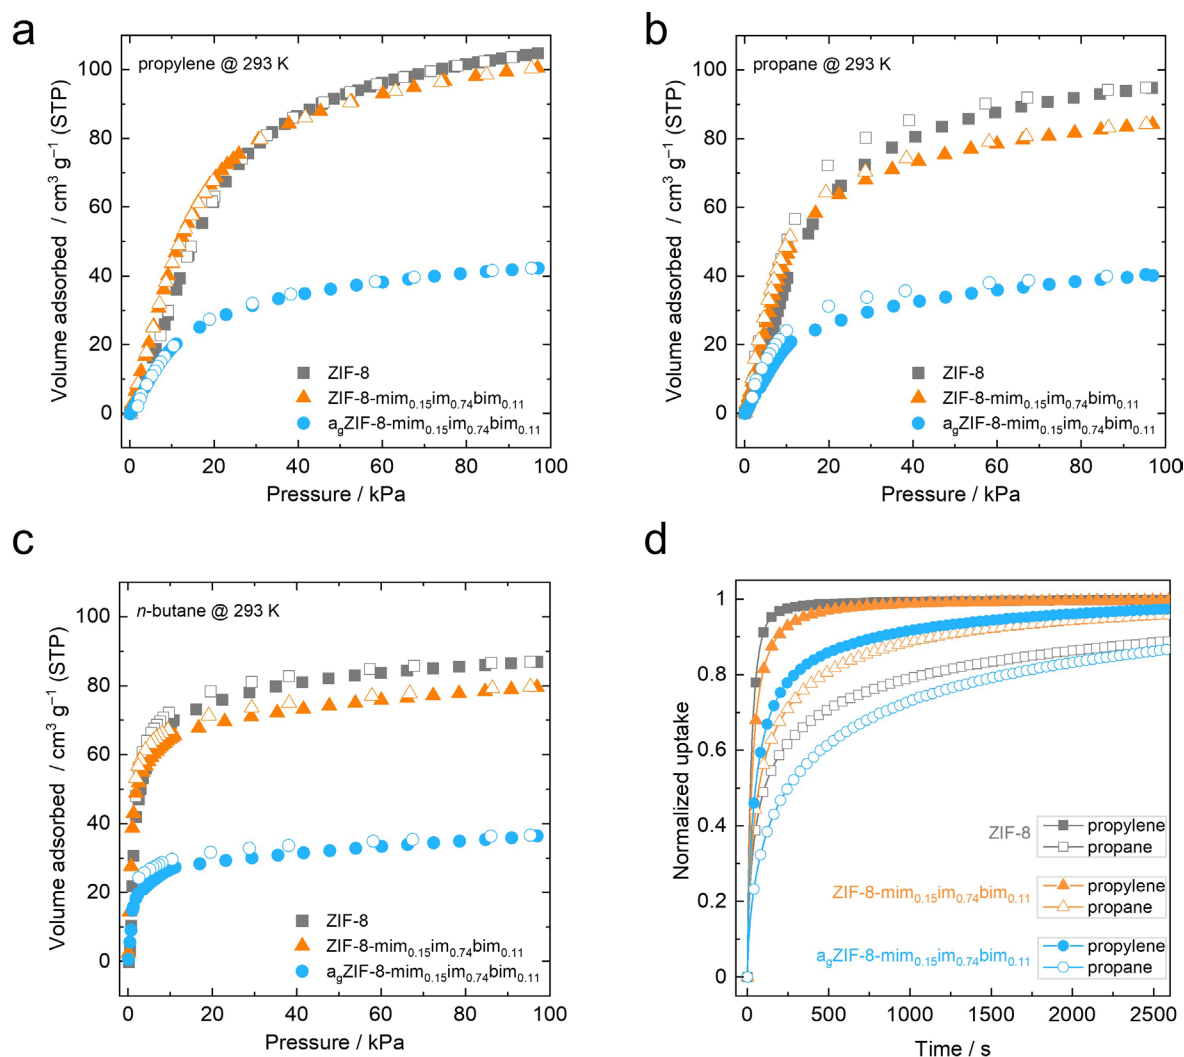 a
propylene @ 293 K
Volume adsorbed / cm³ g⁻¹ (STP)
100
80
60
40
20
0
ZIF-8
ZIF-8-mim₀.₁₅im₀.₇₄bim₀.₁₁
a_gZIF-8-mim₀.₁₅im₀.₇₄bim₀.₁₁
0 20 40 60 80 100
Pressure / kPa
b
propane @ 293 K
Volume adsorbed / cm³ g⁻¹ (STP)
100
80
60
40
20
0
ZIF-8
ZIF-8-mim₀.₁₅im₀.₇₄bim₀.₁₁
a_gZIF-8-mim₀.₁₅im₀.₇₄bim₀.₁₁
0 20 40 60 80 100
Pressure / kPa
c
n-butane @ 293 K
Volume adsorbed / cm³ g⁻¹ (STP)
100
80
60
40
20
0
ZIF-8
ZIF-8-mim₀.₁₅im₀.₇₄bim₀.₁₁
a_gZIF-8-mim₀.₁₅im₀.₇₄bim₀.₁₁
0 20 40 60 80 100
Pressure / kPa
d
Normalized uptake
1
0.8
0.6
0.4
0.2
0
ZIF-8
propylene
propane
ZIF-8-mim₀.₁₅im₀.₇₄bim₀.₁₁
propylene
propane
a_gZIF-8-mim₀.₁₅im₀.₇₄bim₀.₁₁
propylene
propane
0 500 1000 1500 2000 2500
Time / s